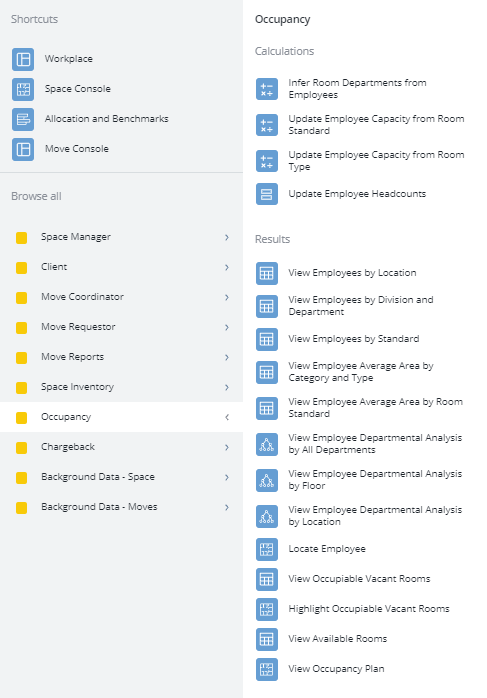 Shortcuts
Workplace
Space Console
Allocation and Benchmarks
Move Console
Browse all
Space Manager
Client
Move Coordinator
Move Requestor
Move Reports
Space Inventory
Occupancy
Chargeback
Background Data - Space
Background Data - Moves
Occupancy
Calculations
Infer Room Departments from
Employees
Update Employee Capacity from Room
Standard
Update Employee Capacity from Room
Type
Update Employee Headcounts
Results
View Employees by Location
View Employees by Division and
Department
View Employees by Standard
View Employee Average Area by
Category and Type
View Employee Average Area by Room
Standard
View Employee Departmental Analysis
by All Departments
View Employee Departmental Analysis
by Floor
View Employee Departmental Analysis
by Location
Locate Employee
View Occupiable Vacant Rooms
Highlight Occupiable Vacant Rooms
View Available Rooms
View Occupancy Plan